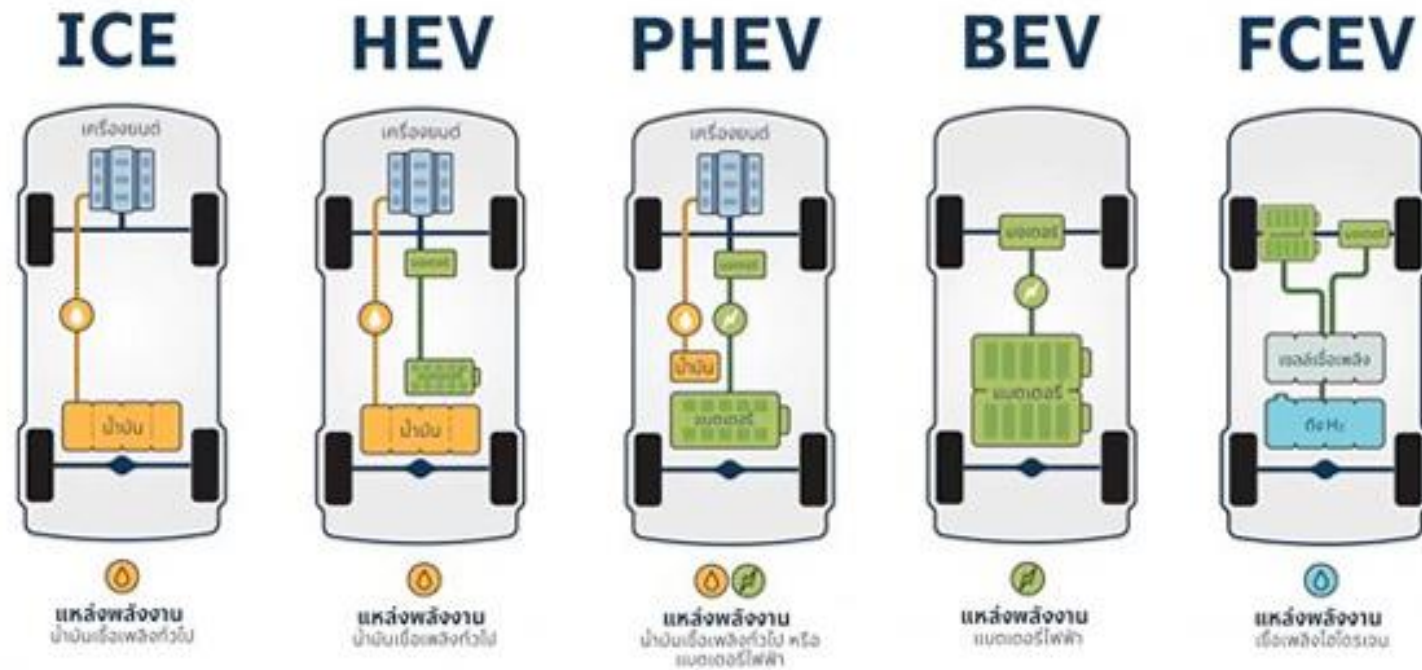 ICE
HEV
PHEV
BEV
FCEV
เครื่องยนต์
น้ำมัน
แหล่งพลังงาน
น้ำมันเชื้อเพลิงทั่วไป
เครื่องยนต์
มอเตอร์
น้ำมัน
แหล่งพลังงาน
น้ำมันเชื้อเพลิงทั่วไป
เครื่องยนต์
มอเตอร์
น้ำมัน
แบตเตอรี่
แหล่งพลังงาน
น้ำมันเชื้อเพลิงทั่วไป หรือ
แบตเตอรี่ไฟฟ้า
มอเตอร์
แบตเตอรี่
แหล่งพลังงาน
แบตเตอรี่ไฟฟ้า
มอเตอร์
เซลล์เชื้อเพลิง
ถัง H₂
แหล่งพลังงาน
เชื้อเพลิงไฮโดรเจน